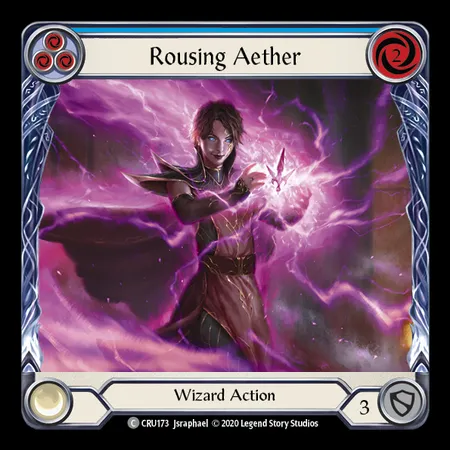 Rousing Aether
2
Wizard Action
3
C CRU173 Jsraphael © 2020 Legend Story Studios